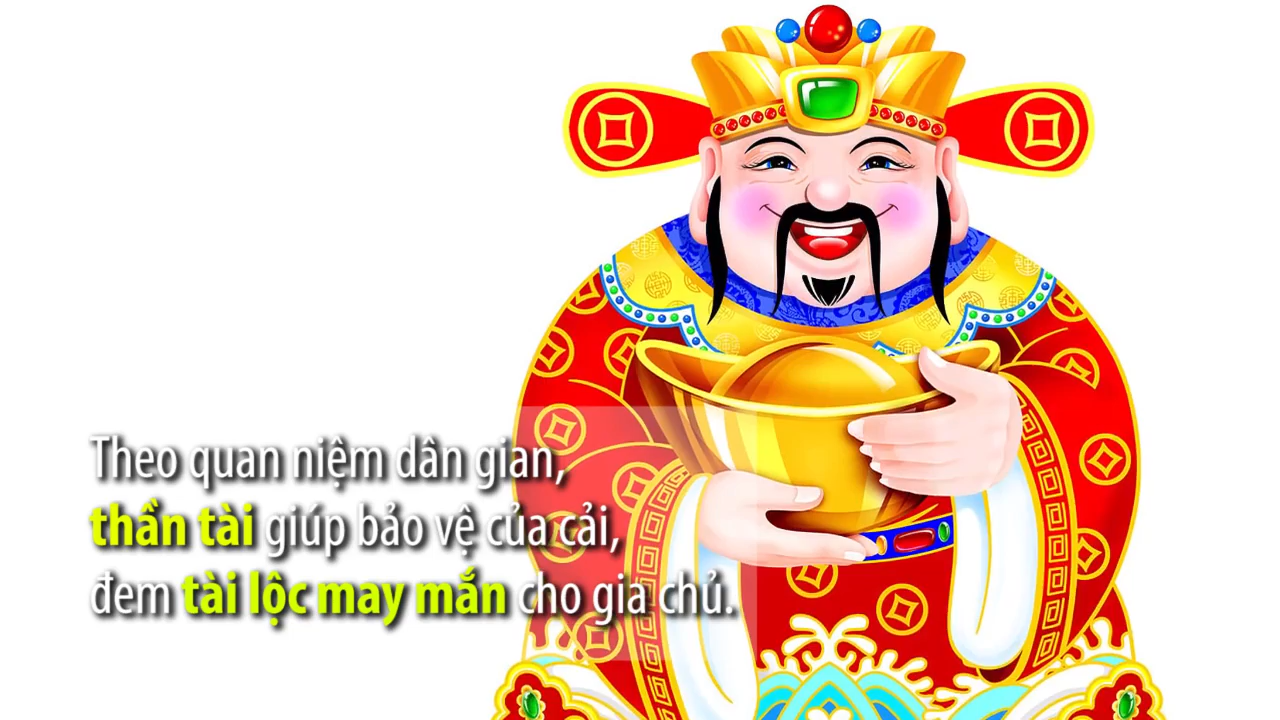 Theo quan niệm dân gian,
thần tài giúp bảo vệ của cải,
đem tài lộc may mắn cho gia chủ.